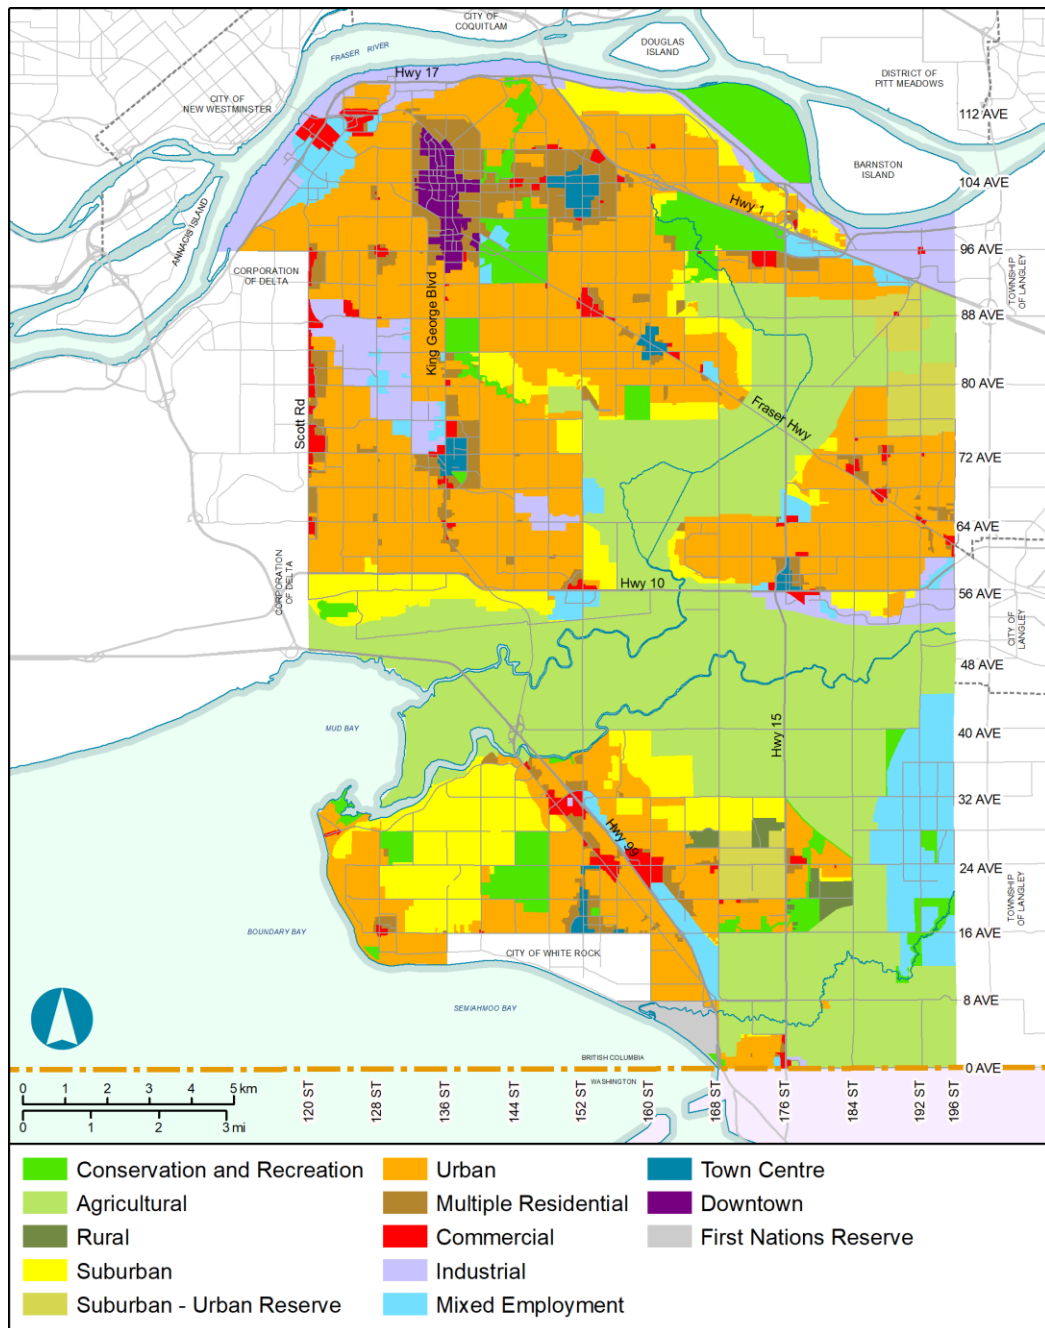 CITY OF
COQUITLAM
DOUGLAS
ISLAND
FRASER RIVER
Hwy 17
DISTRICT OF
PITT MEADOWS
CITY OF
NEW WESTMINSTER
112 AVE
BARNSTON
ISLAND
104 AVE
ANNACIS ISLAND
Hwy 1
96 AVE
CORPORATION
OF DELTA
TOWNSHIP
OF LANGLEY
88 AVE
King George Blvd
80 AVE
Scott Rd
Fraser Hwy
72 AVE
64 AVE
CORPORATION
OF DELTA
Hwy 10
56 AVE
CITY OF
LANGLEY
48 AVE
MUD BAY
Hwy 15
40 AVE
32 AVE
Hwy 99
24 AVE
TOWNSHIP
OF LANGLEY
BOUNDARY BAY
16 AVE
CITY OF WHITE ROCK
SEMIAHMOO BAY
8 AVE
BRITISH COLUMBIA
0 AVE
WASHINGTON
0 1 2 3 4 5 km
0 1 2 3 mi
120 ST
128 ST
136 ST
144 ST
152 ST
160 ST
168 ST
176 ST
184 ST
192 ST
196 ST
Conservation and Recreation
Urban
Town Centre
Agricultural
Multiple Residential
Downtown
Rural
Commercial
First Nations Reserve
Suburban
Industrial
Suburban - Urban Reserve
Mixed Employment